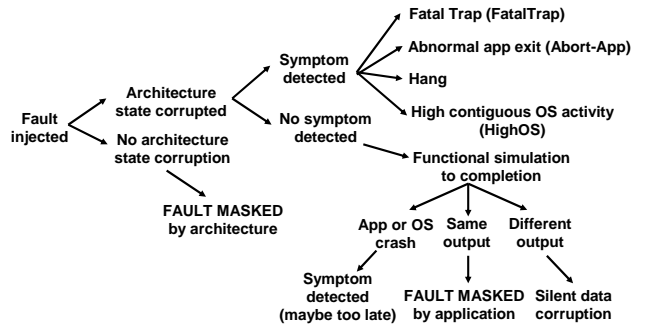 Fault
injected
Architecture
state corrupted
No architecture
state corruption
FAULT MASKED
by architecture
Symptom
detected
No symptom
detected
Fatal Trap (FatalTrap)
Abnormal app exit (Abort-App)
Hang
High contiguous OS activity
(HighOS)
Functional simulation
to completion
App or OS
crash
Same
output
Different
output
Symptom
detected
(maybe too late)
FAULT MASKED
by application
Silent data
corruption